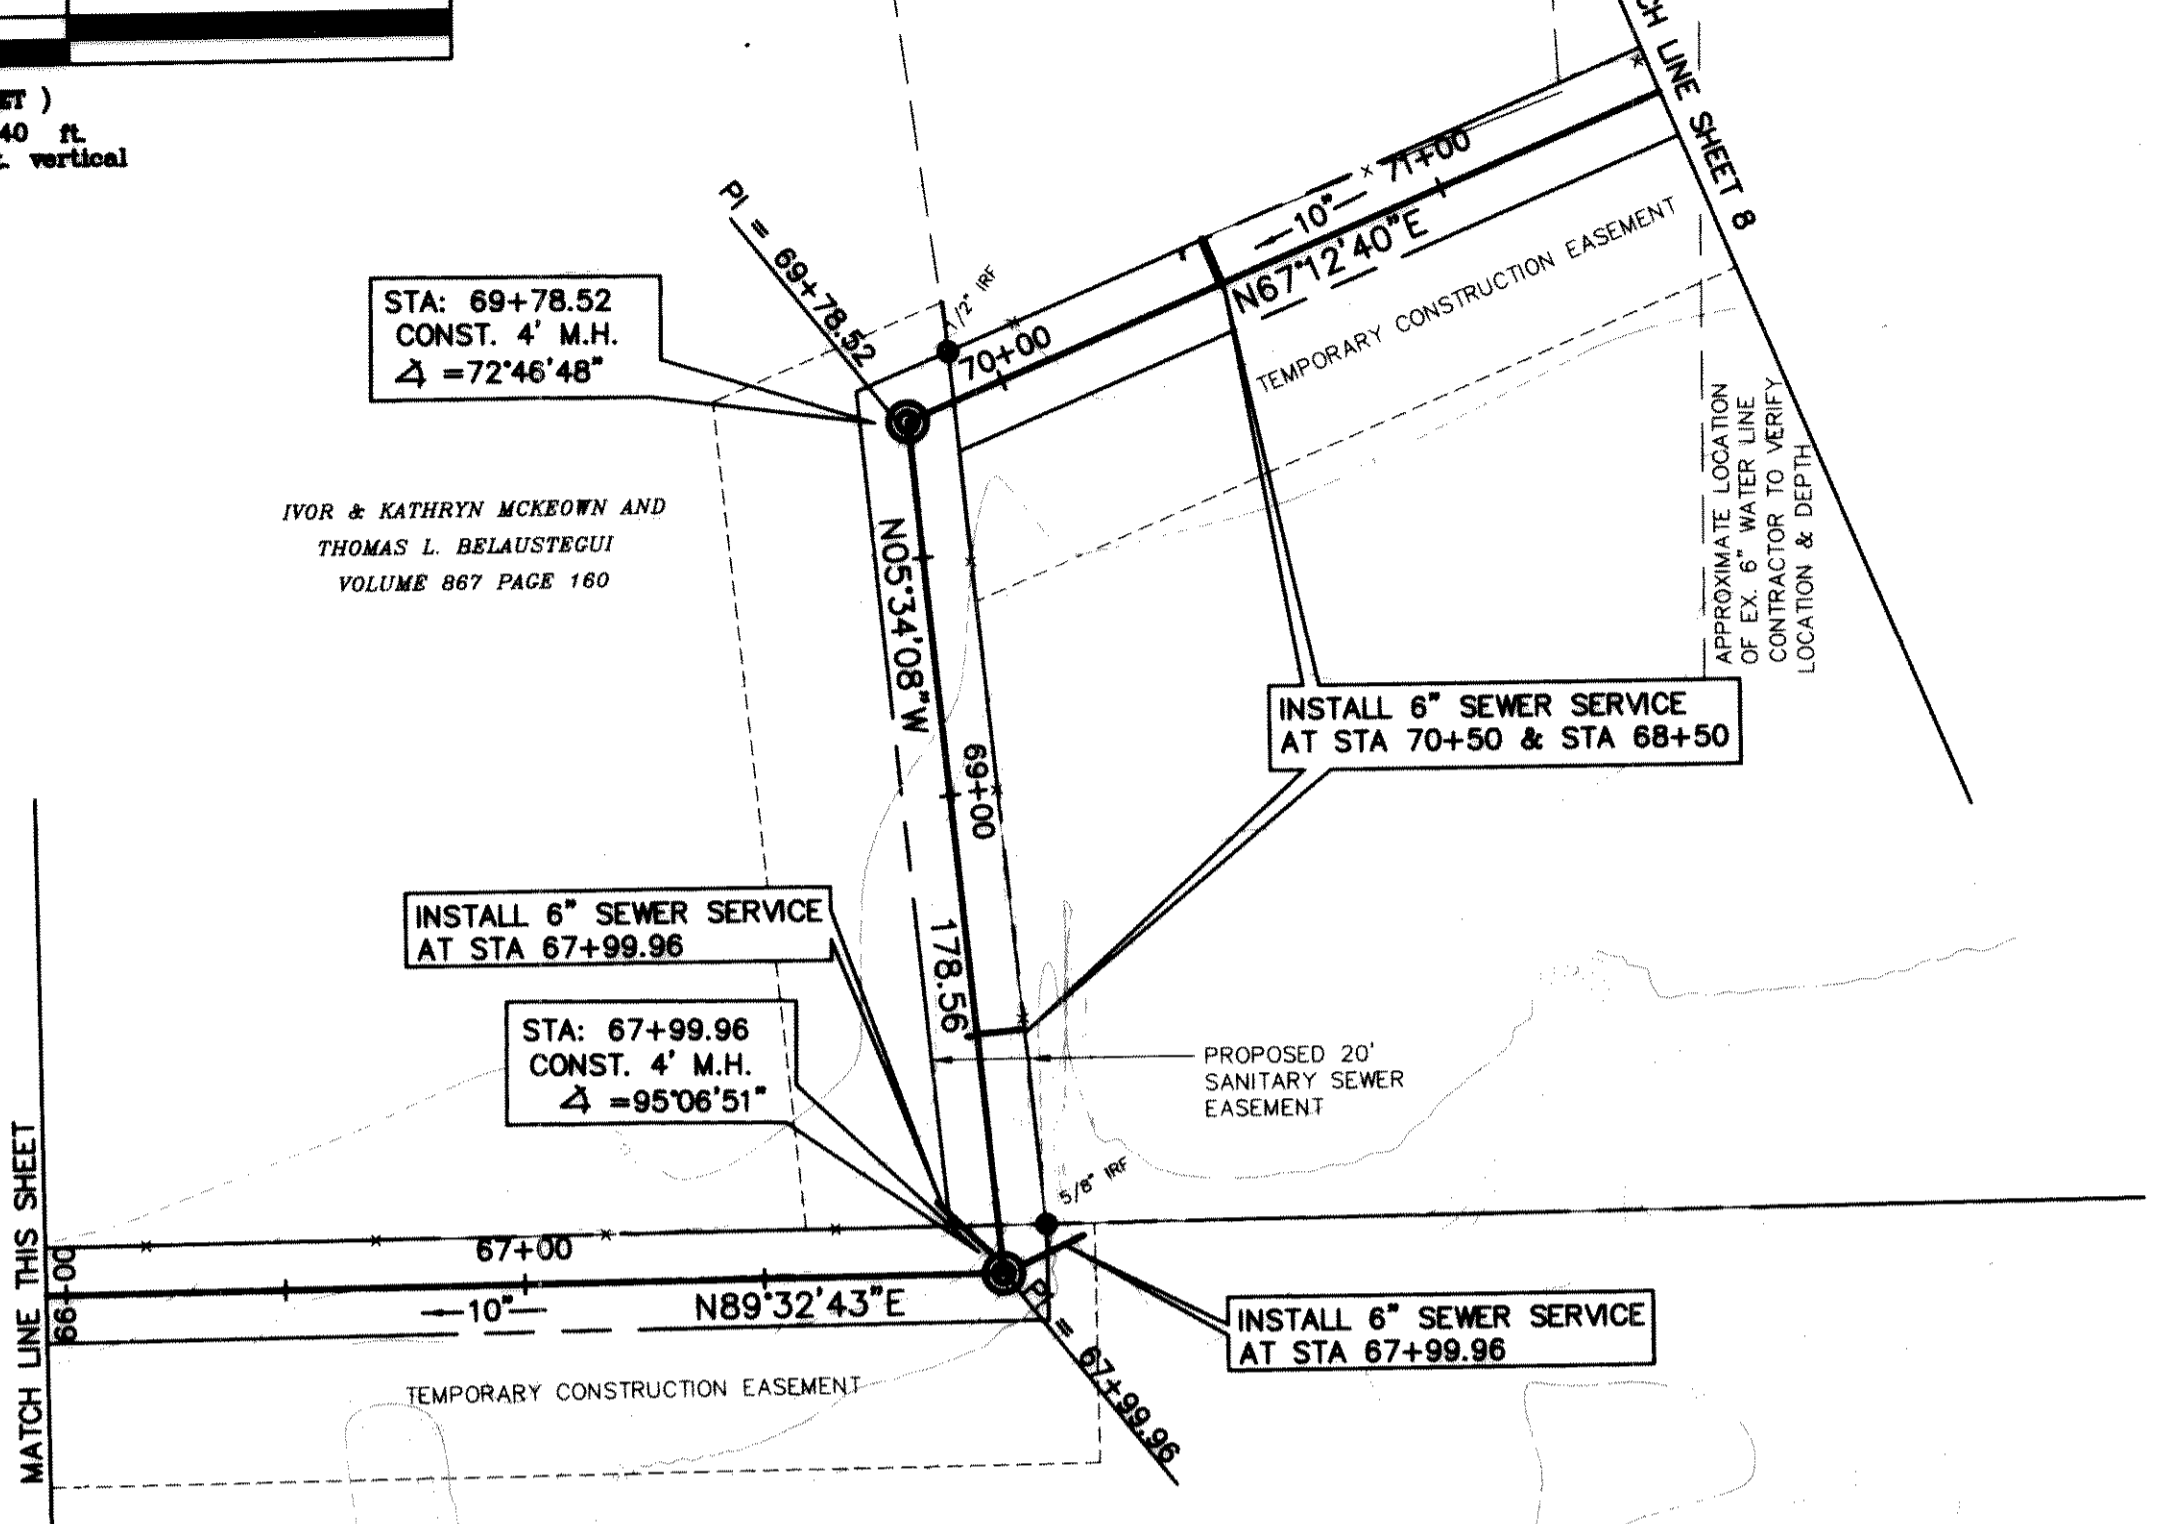 40 ft.
vertical
LINE SHEET 8
PI = 69+78.52
1/2" IRF
70+00
10"
71+00
N67°12'40"E
TEMPORARY CONSTRUCTION EASEMENT
STA: 69+78.52
CONST. 4' M.H.
∡ =72°46'48"
IVOR & KATHRYN MCKEOWN AND
THOMAS L. BELAUSTEGUI
VOLUME 867 PAGE 160
N05°34'08"W
69+00
178.56'
APPROXIMATE LOCATION
OF EX. 6" WATER LINE
CONTRACTOR TO VERIFY
LOCATION & DEPTH
INSTALL 6" SEWER SERVICE
AT STA 70+50 & STA 68+50
INSTALL 6" SEWER SERVICE
AT STA 67+99.96
STA: 67+99.96
CONST. 4' M.H.
∡ =95°06'51"
PROPOSED 20'
SANITARY SEWER
EASEMENT
5/8" IRF
MATCH LINE THIS SHEET
66+00
67+00
10"
N89°32'43"E
PI = 67+99.96
INSTALL 6" SEWER SERVICE
AT STA 67+99.96
TEMPORARY CONSTRUCTION EASEMENT